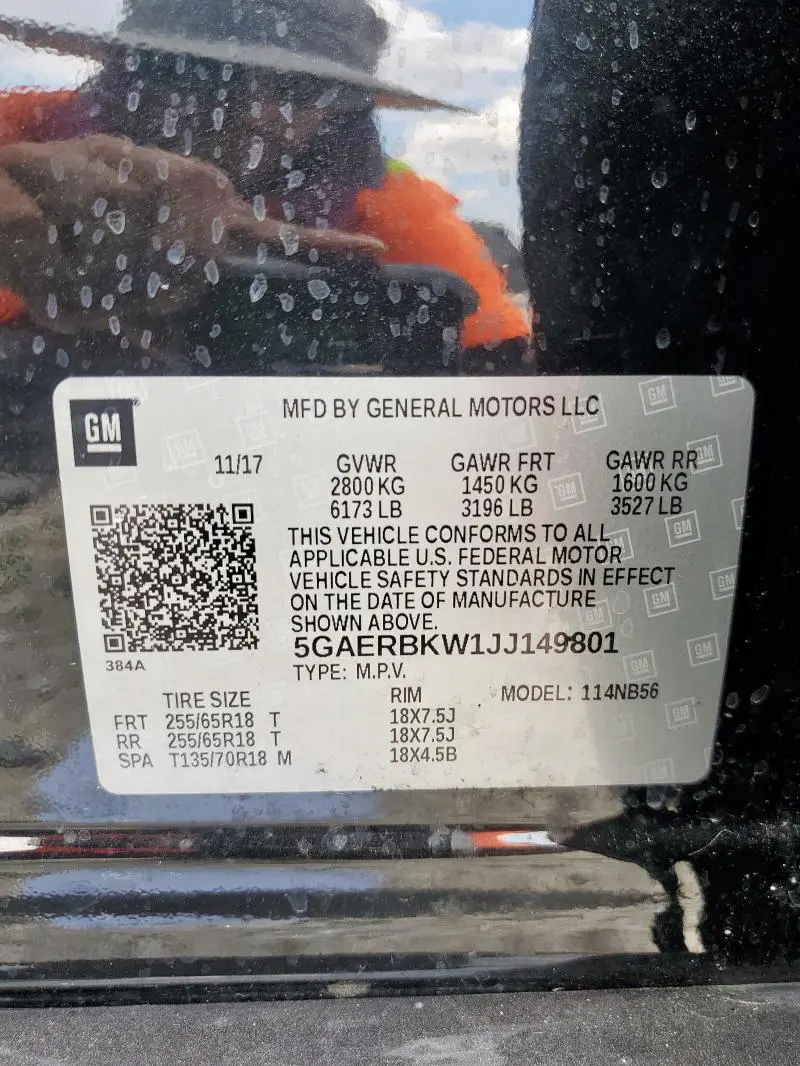 GM
MFD BY GENERAL MOTORS LLC
11/17 GVWR GAWR FRT GAWR RR
2800 KG 1450 KG 1600 KG
6173 LB 3196 LB 3527 LB
THIS VEHICLE CONFORMS TO ALL
APPLICABLE U.S. FEDERAL MOTOR
VEHICLE SAFETY STANDARDS IN EFFECT
ON THE DATE OF MANUFACTURE
SHOWN ABOVE.
5GAERBKW1JJ149801
384A
TYPE: M.P.V.
TIRE SIZE RIM MODEL: 114NB56
FRT 255/65R18 T 18X7.5J
RR 255/65R18 T 18X7.5J
SPA T135/70R18 M 18X4.5B